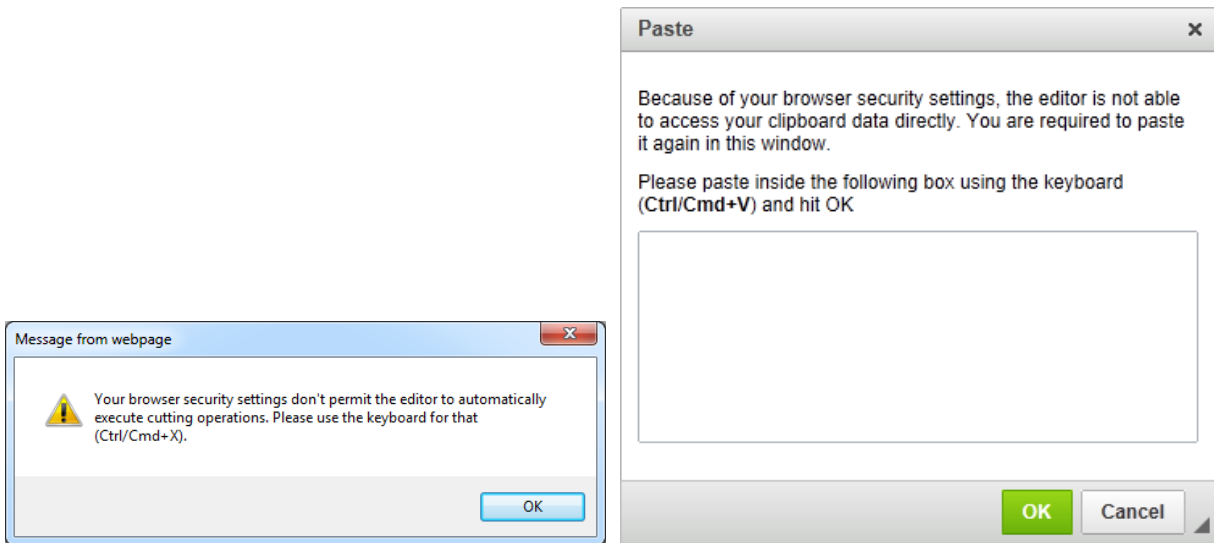 Message from webpage
Your browser security settings don't permit the editor to automatically
execute cutting operations. Please use the keyboard for that
(Ctrl/Cmd+X).
OK
Paste
Because of your browser security settings, the editor is not able
to access your clipboard data directly. You are required to paste
it again in this window.
Please paste inside the following box using the keyboard
(Ctrl/Cmd+V) and hit OK
OK
Cancel